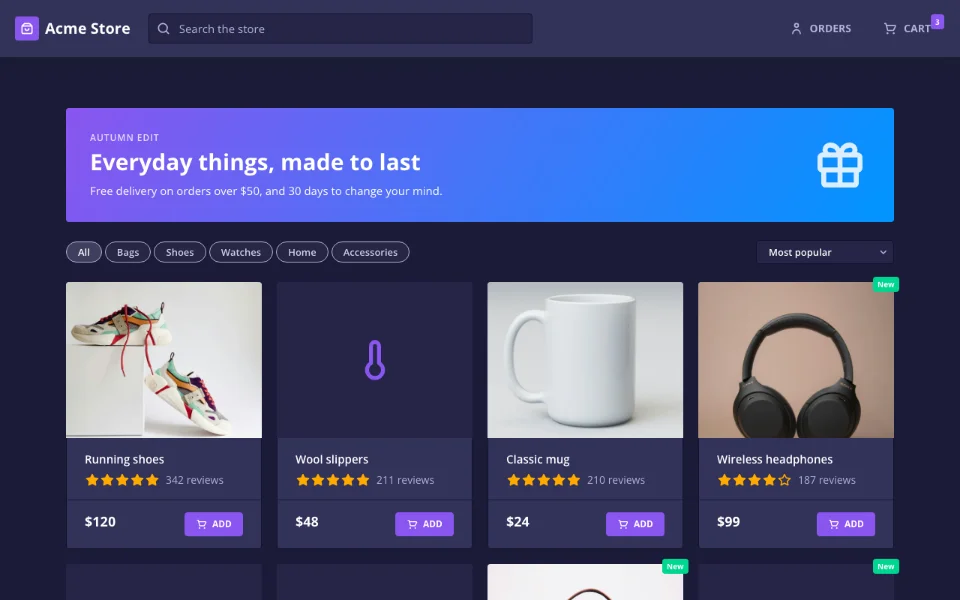 Acme Store
Search the store
ORDERS
CART
3
AUTUMN EDIT
Everyday things, made to last
Free delivery on orders over $50, and 30 days to change your mind.
All
Bags
Shoes
Watches
Home
Accessories
Most popular
New
Running shoes
342 reviews
$120
ADD
Wool slippers
211 reviews
$48
ADD
Classic mug
210 reviews
$24
ADD
Wireless headphones
187 reviews
$99
ADD
New
New